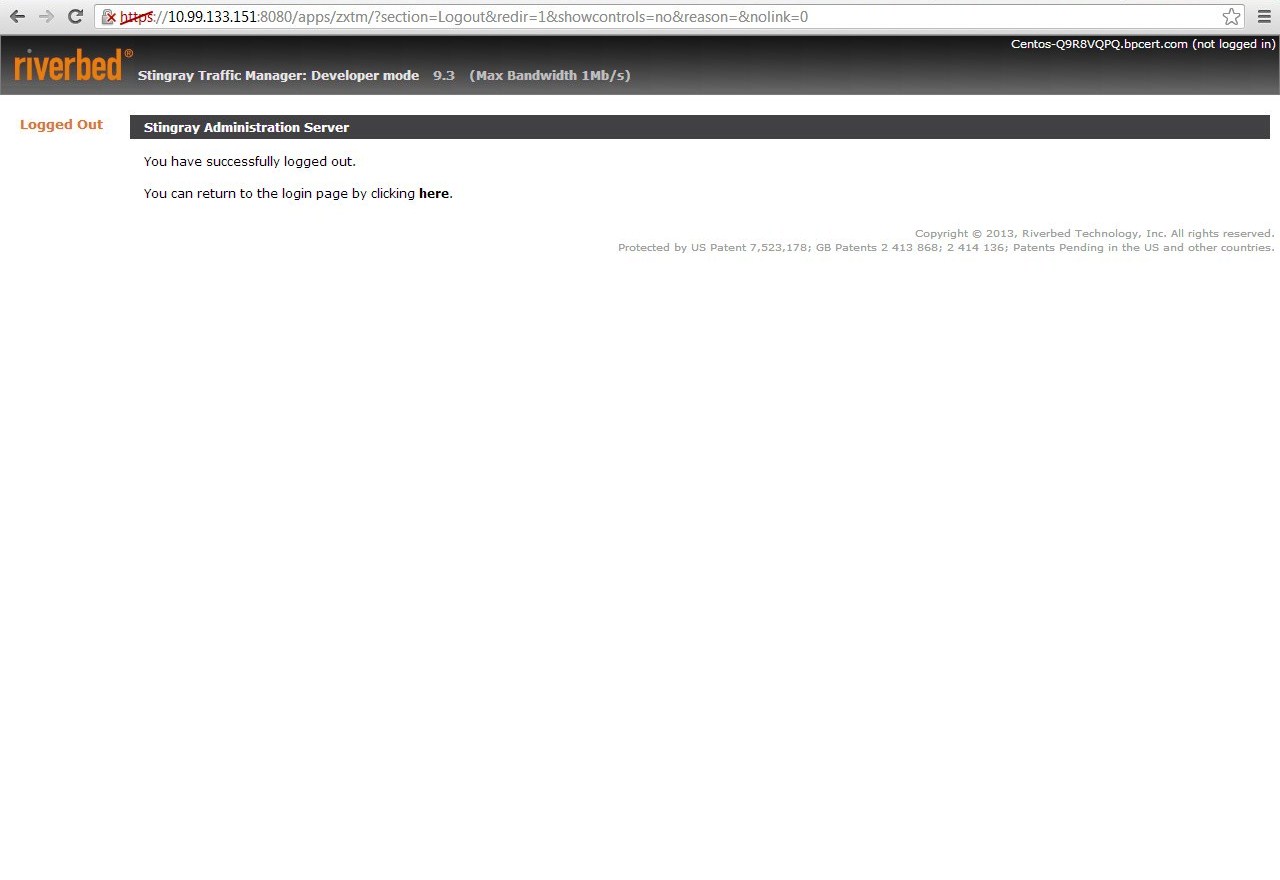 https://10.99.133.151:8080/apps/zxtm/?section=Logout&redir=1&showcontrols=no&reason=&nolink=0
Centos-Q9R8VQPQ.bpcert.com (not logged in)
riverbed® Stingray Traffic Manager: Developer mode 9.3 (Max Bandwidth 1Mb/s)
Logged Out
Stingray Administration Server
You have successfully logged out.
You can return to the login page by clicking here.
Copyright © 2013, Riverbed Technology, Inc. All rights reserved.
Protected by US Patent 7,523,178; GB Patents 2 413 868; 2 414 136; Patents Pending in the US and other countries.